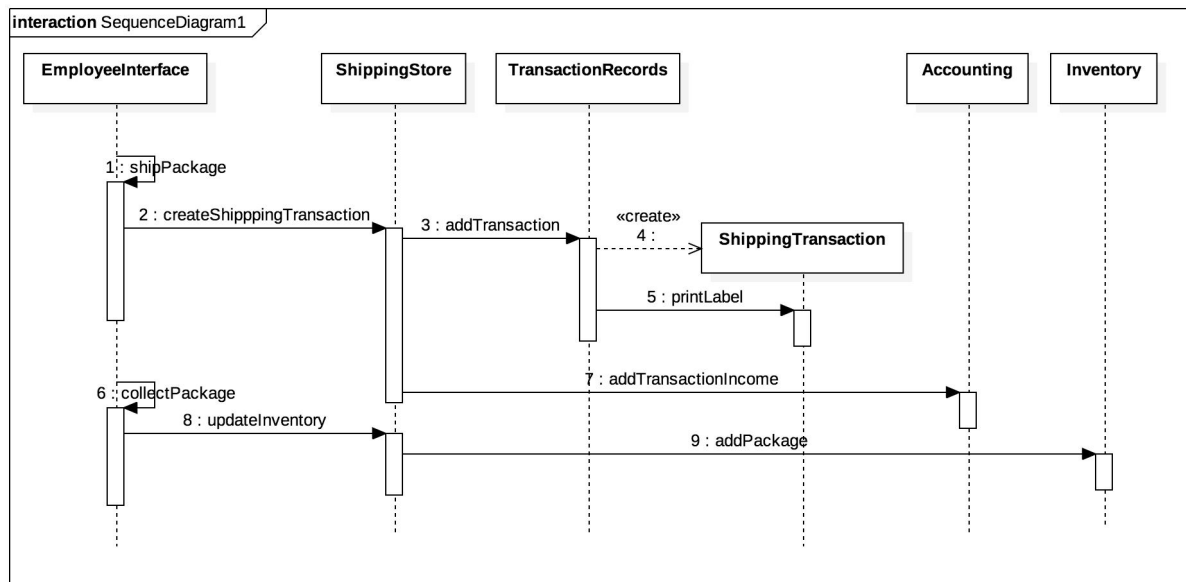 interaction SequenceDiagram1
EmployeeInterface
ShippingStore
TransactionRecords
Accounting
Inventory
1 : shipPackage
2 : createShipppingTransaction
3 : addTransaction
«create»
4 :
ShippingTransaction
5 : printLabel
6 : collectPackage
7 : addTransactionIncome
8 : updateInventory
9 : addPackage